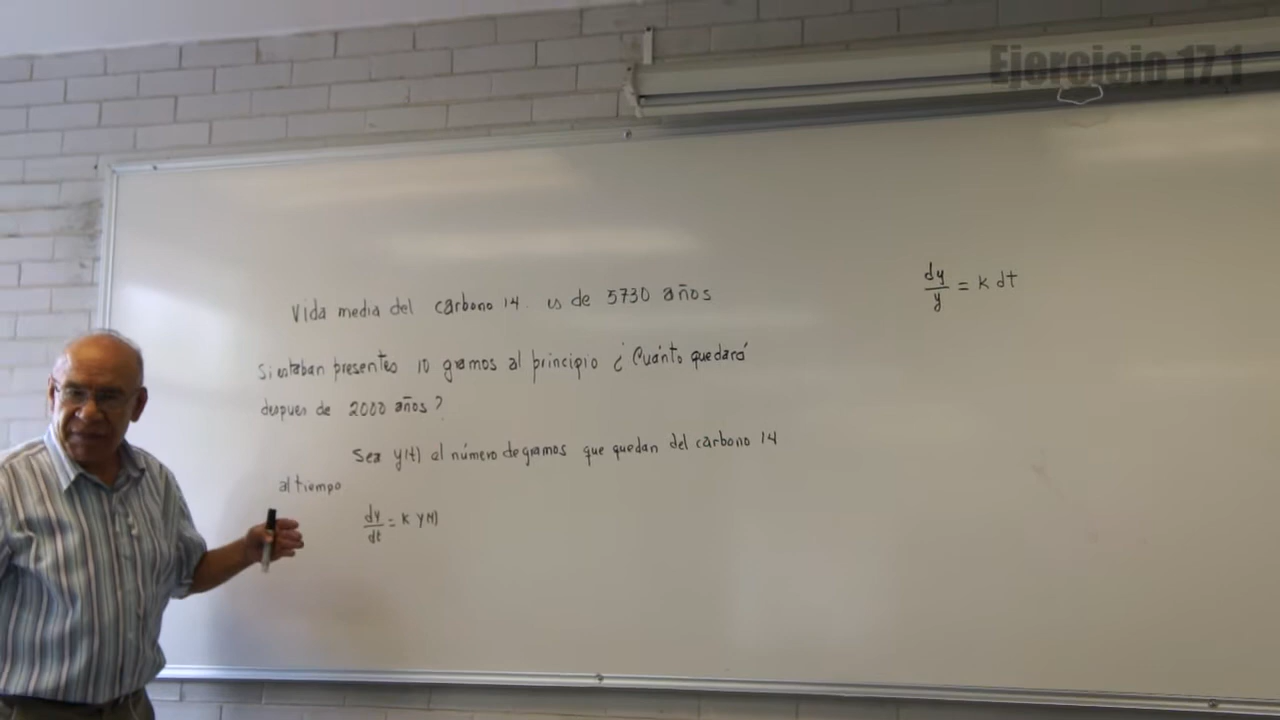 Ejercicio 17.1
Vida media del carbono 14. es de 5730 años
Si estaban presentes 10 gramos al principio ¿Cuánto quedará
despues de 2000 años?
Sea y(t) el número de gramos que quedan del carbono 14
al tiempo
dy/dt = k y(t)
dy/y = k dt